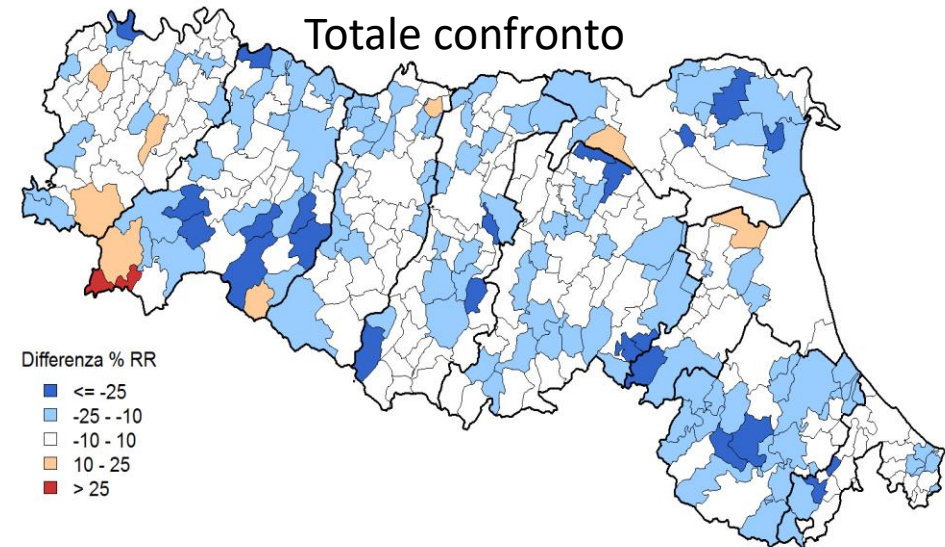 Totale confronto
Differenza % RR
<= -25
-25 - -10
-10 - 10
10 - 25
> 25